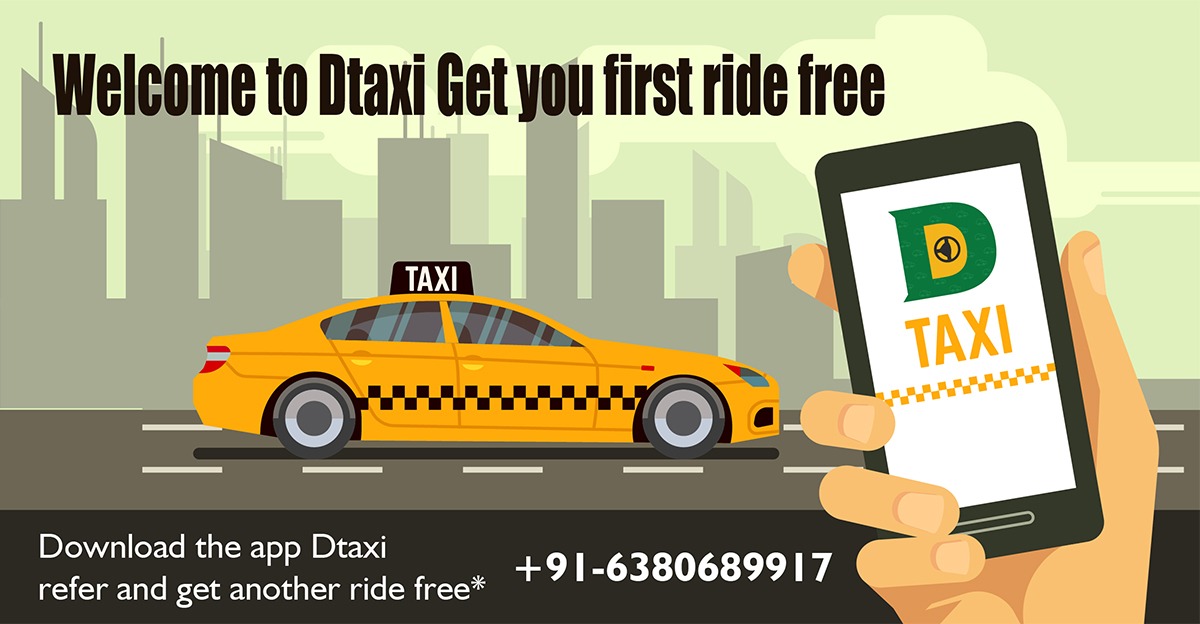 Welcome to Dtaxi Get you first ride free
TAXI
D
TAXI
Download the app Dtaxi
refer and get another ride free*
+91-6380689917